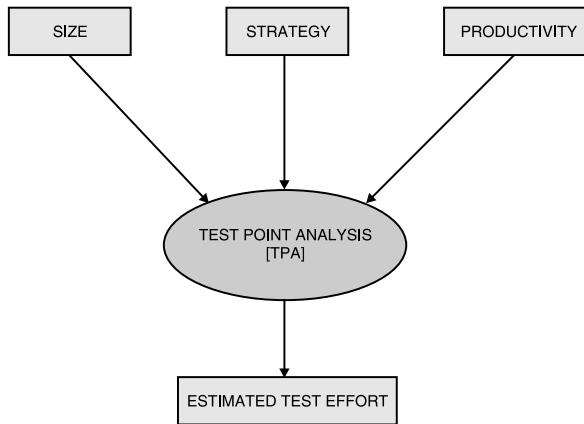 SIZE
STRATEGY
PRODUCTIVITY
TEST POINT ANALYSIS
[TPA]
ESTIMATED TEST EFFORT